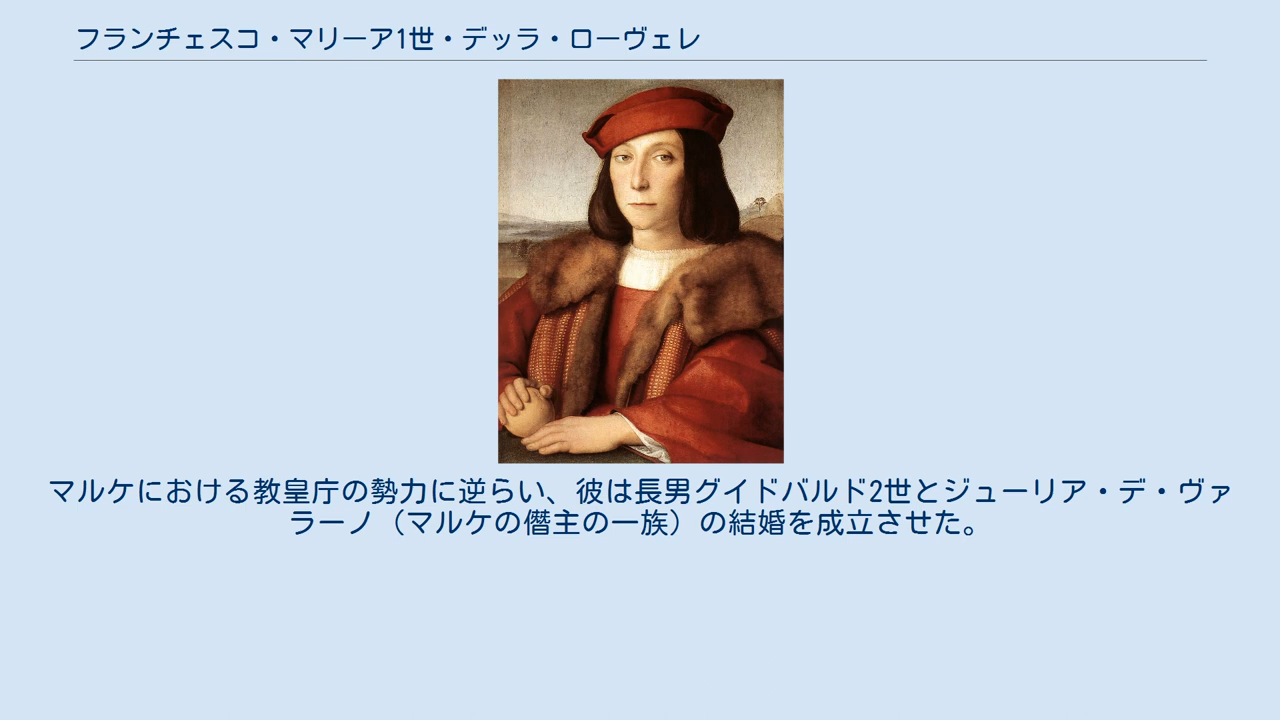 フランチェスコ・マリーア1世・デッラ・ローヴェレ
マルケにおける教皇庁の勢力に逆らい、彼は長男グイドバルド2世とジューリア・デ・ヴァ
ラーノ（マルケの僭主の一族）の結婚を成立させた。